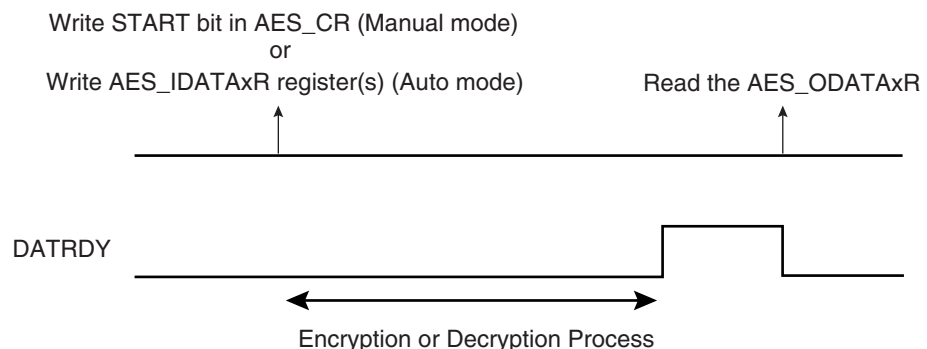 Write START bit in AES_CR (Manual mode)
or
Write AES_IDATAxR register(s) (Auto mode)
Read the AES_ODATAxR
DATRDY
Encryption or Decryption Process